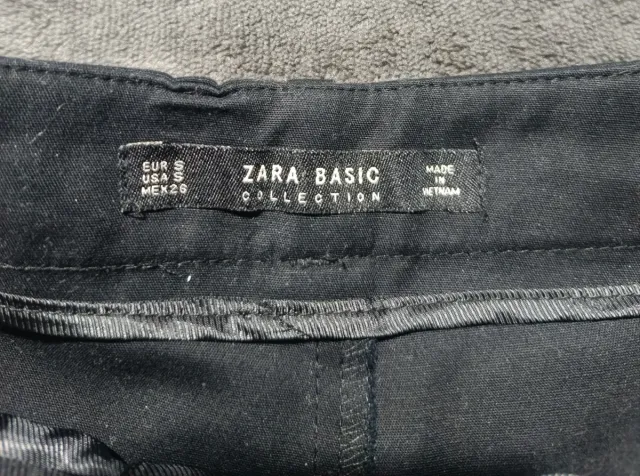 EUR S
USA S
MEX 26
ZARA BASIC
COLLECTION
MADE
IN
VIETNAM